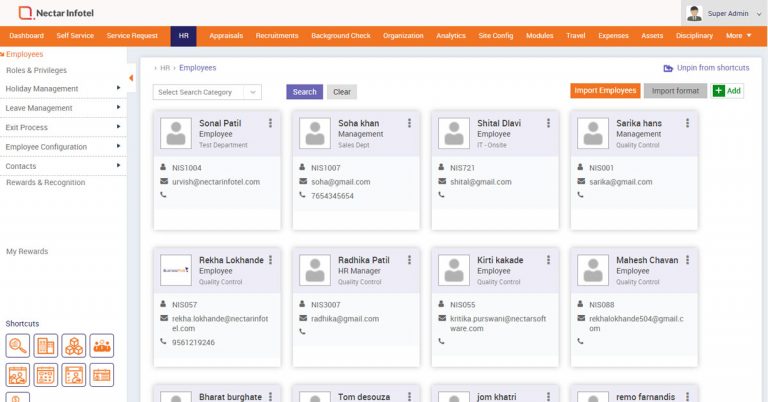 Nectar Infotel
Super Admin
Dashboard Self Service Service Request HR Appraisals Recruitments Background Check Organization Analytics Site Config Modules Travel Expenses Assets Disciplinary More
Employees
Roles & Privileges
Holiday Management
Leave Management
Exit Process
Employee Configuration
Contacts
Rewards & Recognition
My Rewards
Shortcuts
› HR › Employees
Unpin from shortcuts
Select Search Category Search Clear Import Employees Import format Add
Sonal Patil
Employee
Test Department
NIS1004
urvish@nectarinfotel.com
Soha khan
Management
Sales Dept
NIS1007
soha@gmail.com
7654345654
Shital Dlavi
Employee
IT - Onsite
NIS721
shital@gmail.com
Sarika hans
Management
Quality Control
NIS001
sarika@gmail.com
Rekha Lokhande
Employee
Quality Control
NIS057
rekha.lokhande@nectarinfot
el.com
9561219246
Radhika Patil
HR Manager
Quality Control
NIS3007
radhika@gmail.com
Kirti kakade
Employee
Quality Control
NIS055
kritika.purswani@nectarsoft
ware.com
Mahesh Chavan
Employee
Quality Control
NIS088
rekhalokhande504@gmail.c
om
Bharat burghate
Tom desouza
jom khatri
remo farnandis